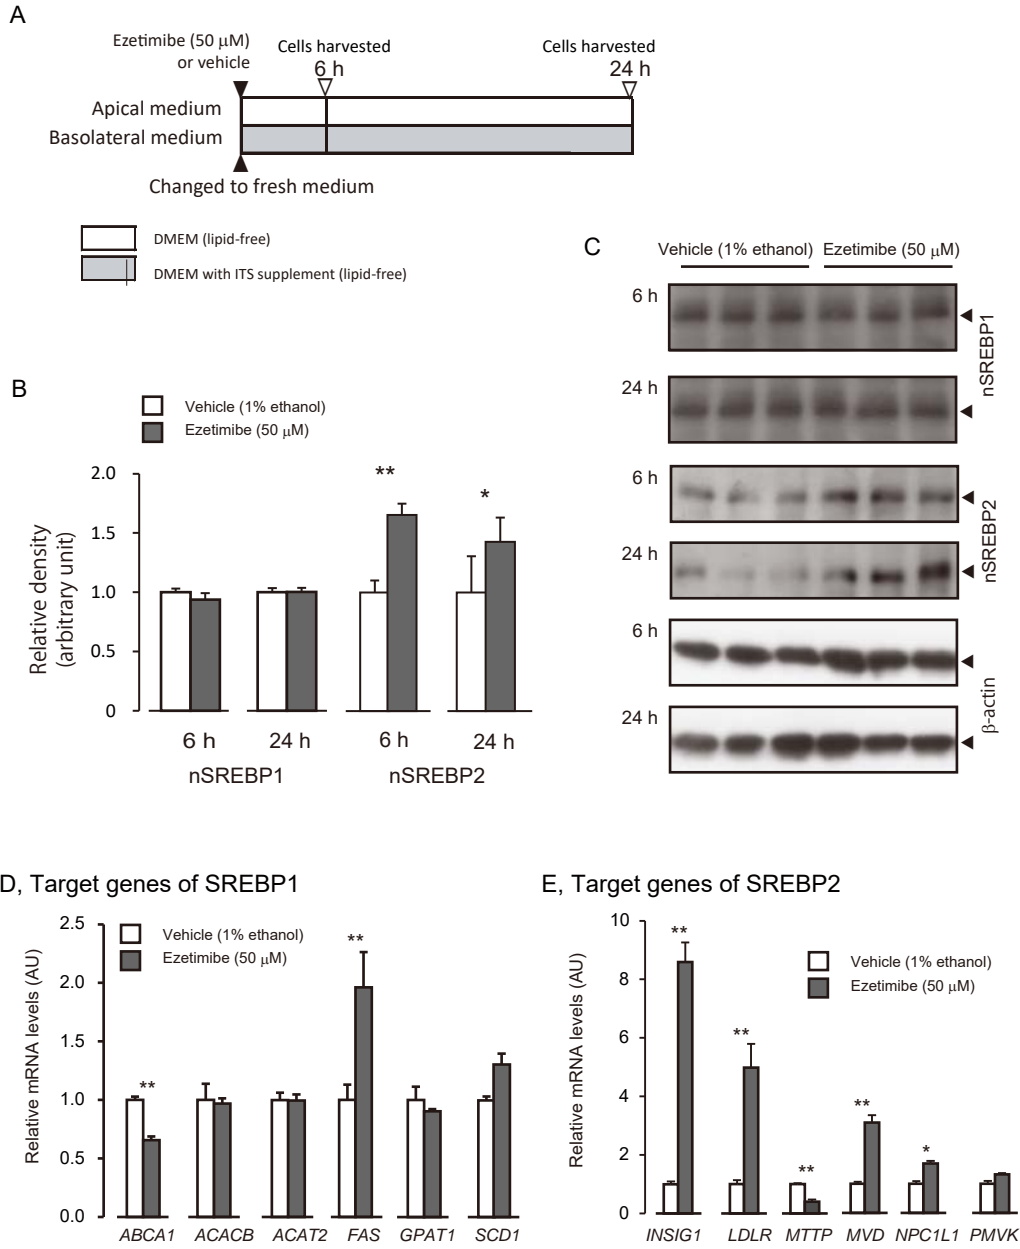 A
Ezetimibe (50 μM)
or vehicle
Cells harvested
6 h
Cells harvested
24 h
Apical medium
Basolateral medium
Changed to fresh medium
DMEM (lipid-free)
DMEM with ITS supplement (lipid-free)
B
Vehicle (1% ethanol)
Ezetimibe (50 μM)
Relative density
(arbitrary unit)
2.0
1.5
1.0
0.5
0
** *
6 h 24 h 6 h 24 h
nSREBP1 nSREBP2
C
Vehicle (1% ethanol) Ezetimibe (50 μM)
6 h
24 h
nSREBP1
6 h
24 h
nSREBP2
6 h
24 h
β-actin
D, Target genes of SREBP1
Vehicle (1% ethanol)
Ezetimibe (50 μM)
Relative mRNA levels (AU)
2.5
2.0
1.5
1.0
0.5
0.0
** **
ABCA1 ACACB ACAT2 FAS GPAT1 SCD1
E, Target genes of SREBP2
Vehicle (1% ethanol)
Ezetimibe (50 μM)
Relative mRNA levels (AU)
10
8
6
4
2
0
** ** ** ** *
INSIG1 LDLR MTTP MVD NPC1L1 PMVK